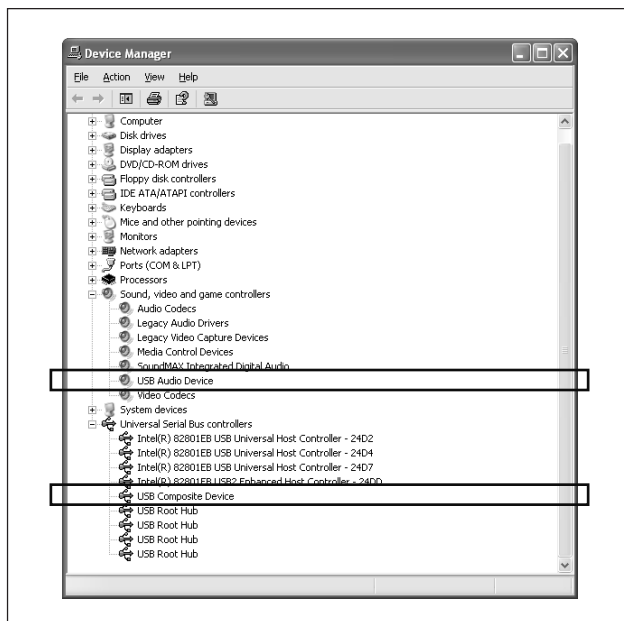 Device Manager
File Action View Help
Computer
Disk drives
Display adapters
DVD/CD-ROM drives
Floppy disk controllers
IDE ATA/ATAPI controllers
Keyboards
Mice and other pointing devices
Monitors
Network adapters
Ports (COM & LPT)
Processors
Sound, video and game controllers
Audio Codecs
Legacy Audio Drivers
Legacy Video Capture Devices
Media Control Devices
SoundMAX Integrated Digital Audio
USB Audio Device
Video Codecs
System devices
Universal Serial Bus controllers
Intel(R) 82801EB USB Universal Host Controller - 24D2
Intel(R) 82801EB USB Universal Host Controller - 24D4
Intel(R) 82801EB USB Universal Host Controller - 24D7
Intel(R) 82801EB USB2 Enhanced Host Controller - 24DD
USB Composite Device
USB Root Hub
USB Root Hub
USB Root Hub
USB Root Hub